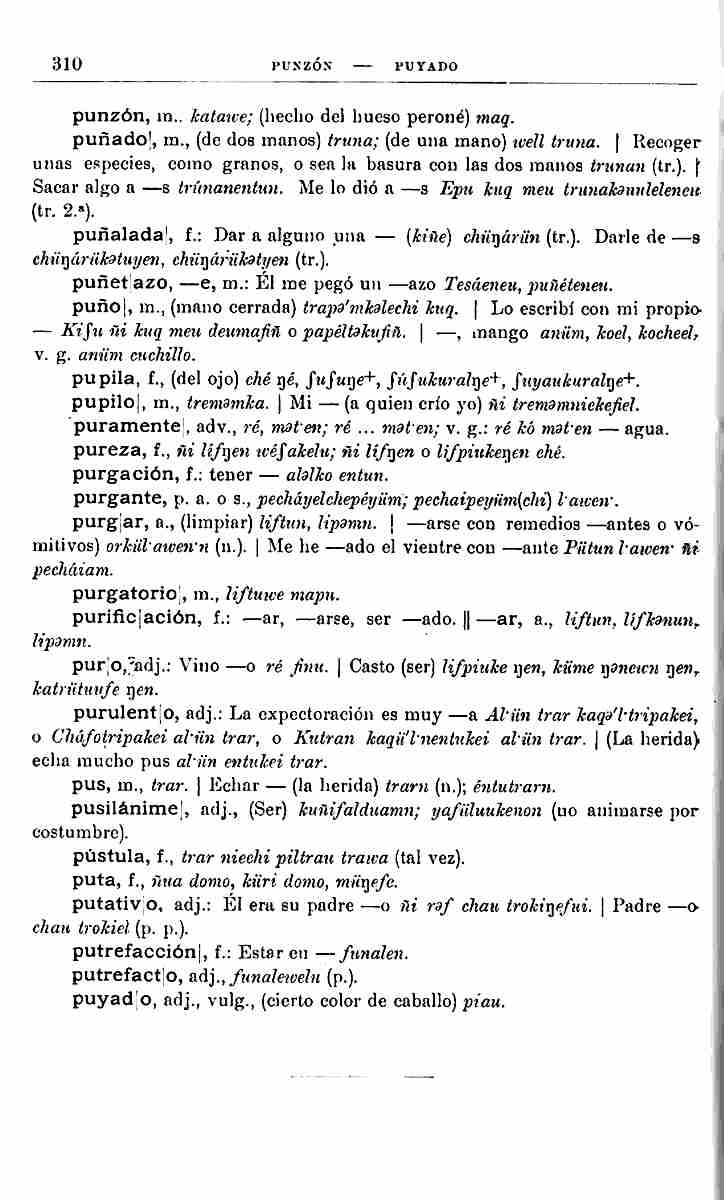 310 PUNZÓN — PUYADO
punzón, m.. katawe; (hecho del hueso peroné) maq.
puñado|, m., (de dos manos) truna; (de una mano) well truna. | Recoger
unas especies, como granos, o sea la basura con las dos manos trunan (tr.). |
Sacar algo a —s trúnanentun. Me lo dió a —s Epu kuq meu trunakənuleleneu
(tr. 2.ª).
puñalada|, f.: Dar a alguno una — (kiñe) chüŋárün (tr.). Darle de —s
chüŋárükətuyen, chüŋárükətyen (tr.).
puñet|azo, —e, m.: Él me pegó un —azo Tesáeneu, puñéteneu.
puño|, m., (mano cerrada) trapə'mkəlechi kuq. | Lo escribí con mi propio
— Kiʃu ñi kuq meu deumafiñ o papéltəkufiñ. | —, mango anüm, koel, kocheel,
v. g. anüm cuchillo.
pupila, f., (del ojo) ché ŋé, ʃuʃuŋe+, ʃúʃukuralŋe+, ʃuyaukuralŋe+.
pupilo|, m., treməmka. | Mi — (a quien crío yo) ñi treməmniekefiel.
puramente|, adv., ré, mət·en; ré ... mət·en; v. g.: ré kó mət·en — agua.
pureza, f., ñi lífŋen wéʃakelu; ñi lífŋen o lifpiukeŋen ché.
purgación, f.: tener — aləlko entun.
purgante, p. a. o s., pecháyelchepéyüm; pechaipeyüm(chi) l·awen·.
purg|ar, a., (limpiar) liftun, lipəmn. | —arse con remedios —antes o vó-
mitivos) orkül·awen·n (n.). | Me he —ado el vientre con —ante Pütun l·awen· ñi
pecháiam.
purgatorio|, m., liftuwe mapu.
purific|ación, f.: —ar, —arse, ser —ado. || —ar, a., liftun, lífkənun,
lipəmn.
pur|o, adj.: Vino —o ré finu. | Casto (ser) lifpiuke ŋen, küme ŋənewn ŋen,
katrütuufe ŋen.
purulent|o, adj.: La expectoración es muy —a Al·ün trar kaqə'l·tripakei,
o Cháfotripakei al·ün trar, o Kutran kaqü'l·nentukei al·ün trar. | (La herida)
echa mucho pus al·ün entukei trar.
pus, m., trar. | Echar — (la herida) trarn (n.); éntutrarn.
pusilánime|, adj., (Ser) kuñifalduamn; yafüluukenon (no animarse por
costumbre).
pústula, f., trar niechi piltrau trawa (tal vez).
puta, f., ñua domo, küri domo, müŋefe.
putativ|o, adj.: Él era su padre —o ñi rəf chau trokiŋefui. | Padre —o
chau trokiel (p. p.).
putrefacción|, f.: Estar en — funalen.
putrefact|o, adj., funalewelu (p.).
puyad|o, adj., vulg., (cierto color de caballo) píau.